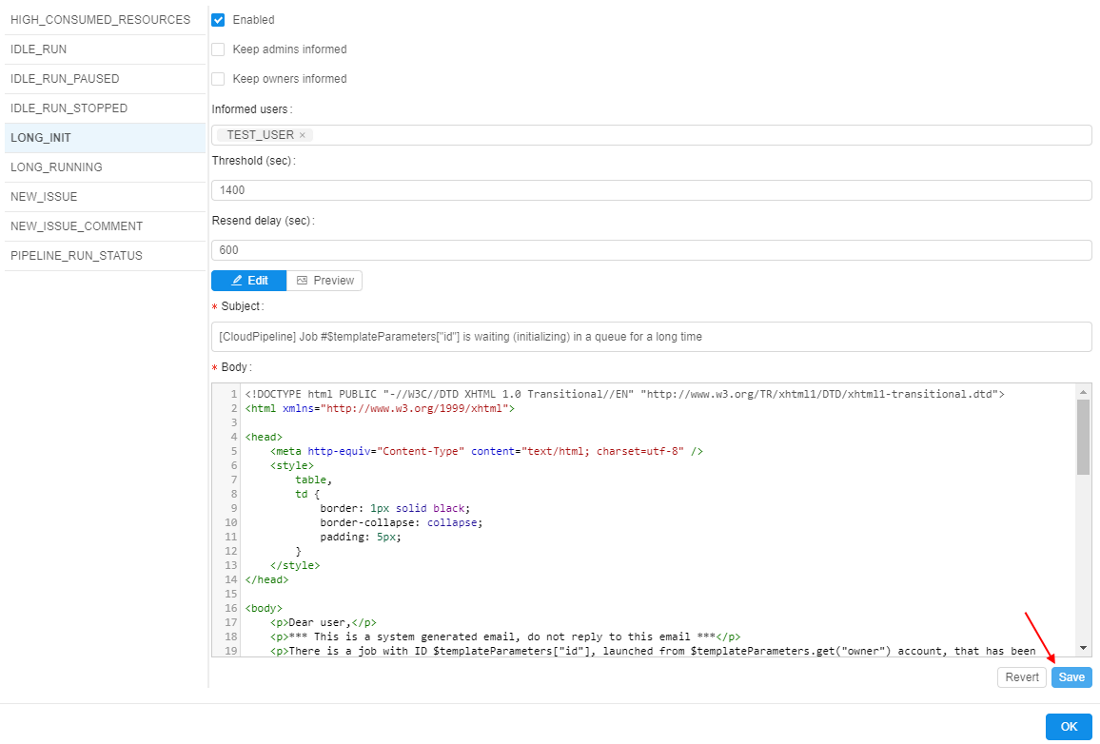 HIGH_CONSUMED_RESOURCES
IDLE_RUN
IDLE_RUN_PAUSED
IDLE_RUN_STOPPED
LONG_INIT
LONG_RUNNING
NEW_ISSUE
NEW_ISSUE_COMMENT
PIPELINE_RUN_STATUS
Enabled
Keep admins informed
Keep owners informed
Informed users:
TEST_USER ×
Threshold (sec):
1400
Resend delay (sec):
600
Edit Preview
* Subject:
[CloudPipeline] Job #$templateParameters["id"] is waiting (initializing) in a queue for a long time
* Body:
1 <!DOCTYPE html PUBLIC "-//W3C//DTD XHTML 1.0 Transitional//EN" "http://www.w3.org/TR/xhtml1/DTD/xhtml1-transitional.dtd">
2 <html xmlns="http://www.w3.org/1999/xhtml">
3
4 <head>
5     <meta http-equiv="Content-Type" content="text/html; charset=utf-8" />
6     <style>
7         table,
8         td {
9             border: 1px solid black;
10             border-collapse: collapse;
11             padding: 5px;
12         }
13     </style>
14 </head>
15
16 <body>
17     <p>Dear user,</p>
18     <p>*** This is a system generated email, do not reply to this email ***</p>
19     <p>There is a job with ID $templateParameters["id"], launched from $templateParameters.get("owner") account, that has been
Revert Save
OK